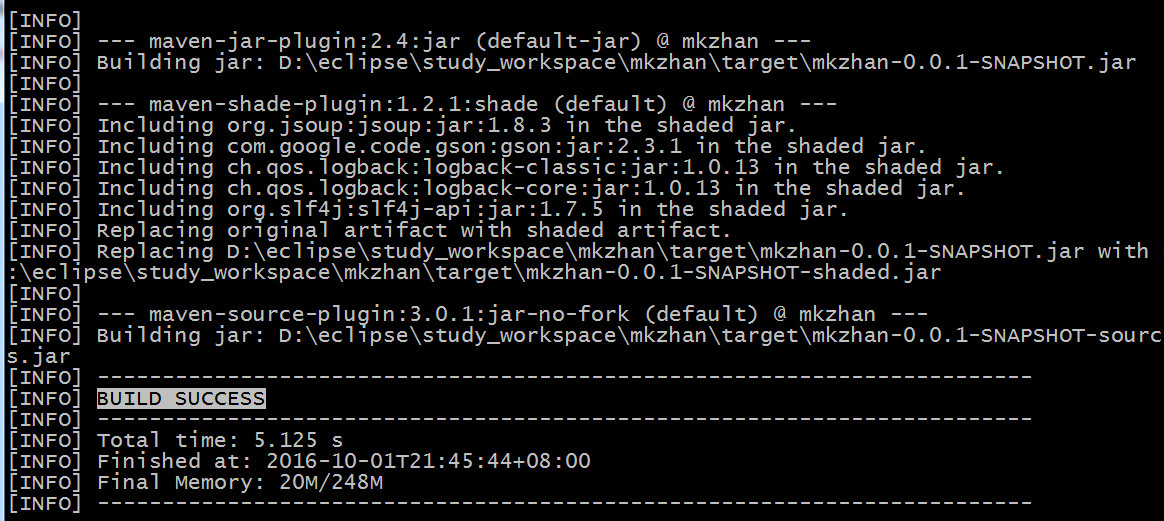 [INFO]
[INFO] --- maven-jar-plugin:2.4:jar (default-jar) @ mkzhan ---
[INFO] Building jar: D:\eclipse\study_workspace\mkzhan\target\mkzhan-0.0.1-SNAPSHOT.jar
[INFO]
[INFO] --- maven-shade-plugin:1.2.1:shade (default) @ mkzhan ---
[INFO] Including org.jsoup:jsoup:jar:1.8.3 in the shaded jar.
[INFO] Including com.google.code.gson:gson:jar:2.3.1 in the shaded jar.
[INFO] Including ch.qos.logback:logback-classic:jar:1.0.13 in the shaded jar.
[INFO] Including ch.qos.logback:logback-core:jar:1.0.13 in the shaded jar.
[INFO] Including org.slf4j:slf4j-api:jar:1.7.5 in the shaded jar.
[INFO] Replacing original artifact with shaded artifact.
[INFO] Replacing D:\eclipse\study_workspace\mkzhan\target\mkzhan-0.0.1-SNAPSHOT.jar with
:\eclipse\study_workspace\mkzhan\target\mkzhan-0.0.1-SNAPSHOT-shaded.jar
[INFO]
[INFO] --- maven-source-plugin:3.0.1:jar-no-fork (default) @ mkzhan ---
[INFO] Building jar: D:\eclipse\study_workspace\mkzhan\target\mkzhan-0.0.1-SNAPSHOT-sourc
s.jar
[INFO] ------------------------------------------------------------------------
[INFO] BUILD SUCCESS
[INFO] ------------------------------------------------------------------------
[INFO] Total time: 5.125 s
[INFO] Finished at: 2016-10-01T21:45:44+08:00
[INFO] Final Memory: 20M/248M
[INFO] ------------------------------------------------------------------------